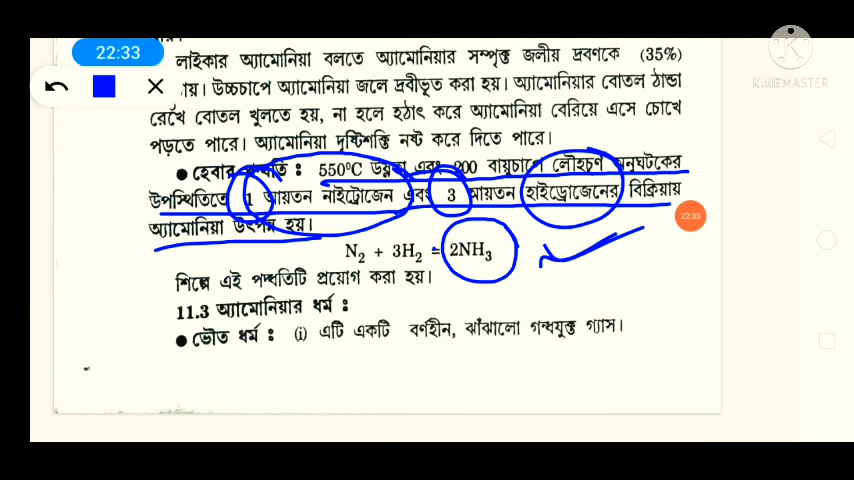 22:33
KINEMASTER
লাইকার অ্যামোনিয়া বলতে অ্যামোনিয়ার সম্পৃক্ত জলীয় দ্রবণকে (35%)
ায়। উচ্চচাপে অ্যামোনিয়া জলে দ্রবীভূত করা হয়। অ্যামোনিয়ার বোতল ঠান্ডা
রেখে বোতল খুলতে হয়, না হলে হঠাৎ করে অ্যামোনিয়া বেরিয়ে এসে চোখে
পড়তে পারে। অ্যামোনিয়া দৃষ্টিশক্তি নষ্ট করে দিতে পারে।
● হেবার পদ্ধতি : 550°C উষ্ণতা এবং 200 বায়ুচাপে লৌহচূর্ণ অনুঘটকের
উপস্থিতিতে 1 আয়তন নাইট্রোজেন এবং 3 আয়তন হাইড্রোজেনের বিক্রিয়ায়
অ্যামোনিয়া উৎপন্ন হয়।
22:33
N₂ + 3H₂ = 2NH₃
শিল্পে এই পদ্ধতিটি প্রয়োগ করা হয়।
11.3 অ্যামোনিয়ার ধর্ম :
● ভৌত ধর্ম : (i) এটি একটি বর্ণহীন, ঝাঁঝালো গন্ধযুক্ত গ্যাস।